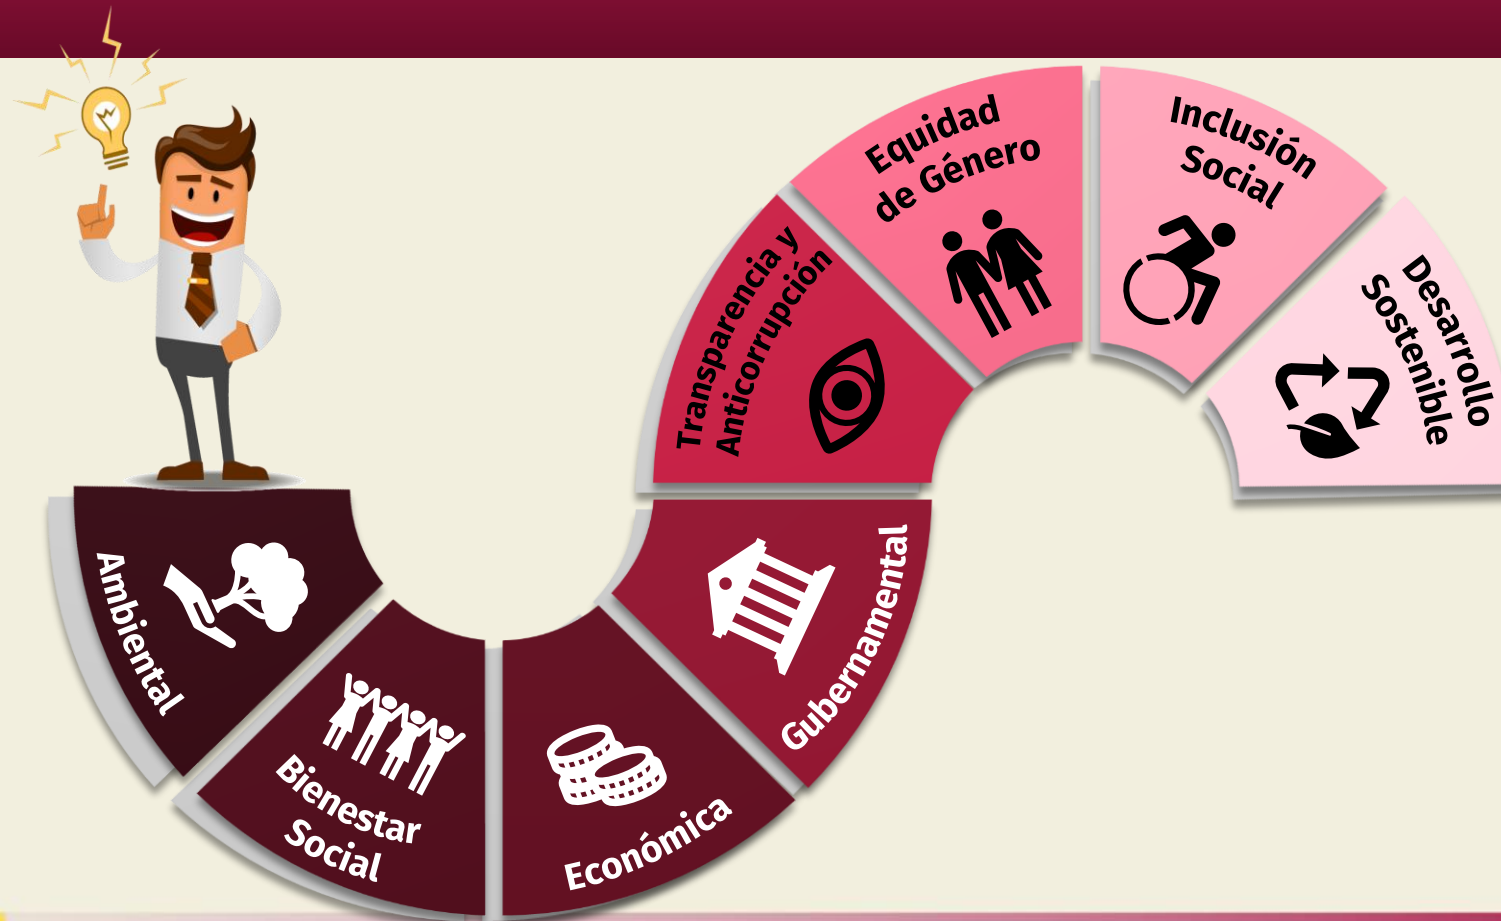 Ambiental
Bienestar
Social
Económica
Gubernamental
Transparencia y
Anticorrupción
Equidad
de Género
Inclusión
Social
Desarrollo
Sostenible